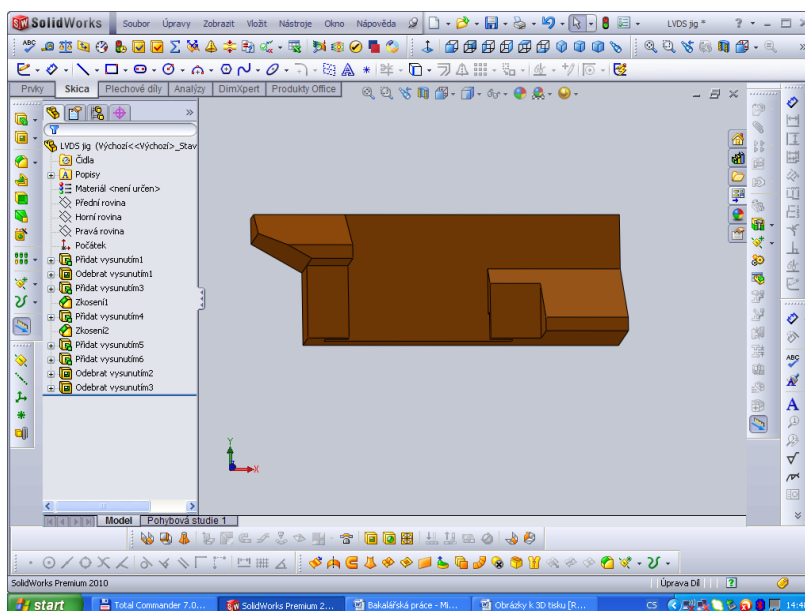 SolidWorks Soubor Úpravy Zobrazit Vložit Nástroje Okno Nápověda LVDS jig *
Prvky Skica Plechové díly Analýzy DimXpert Produkty Office
LVDS jig (Výchozí<<Výchozí>_Stav
Čidla
Popisy
Materiál <není určen>
Přední rovina
Horní rovina
Pravá rovina
Počátek
Přidat vysunutím1
Odebrat vysunutím1
Přidat vysunutím3
Zkosení1
Přidat vysunutím4
Zkosení2
Přidat vysunutím5
Přidat vysunutím6
Odebrat vysunutím2
Odebrat vysunutím3
Y
X
Model Pohybová studie 1
SolidWorks Premium 2010 Úprava Díl
start Total Commander 7.0... SolidWorks Premium 2... Bakalářská práce - Mi... Obrázky k 3D tisku [R... CS